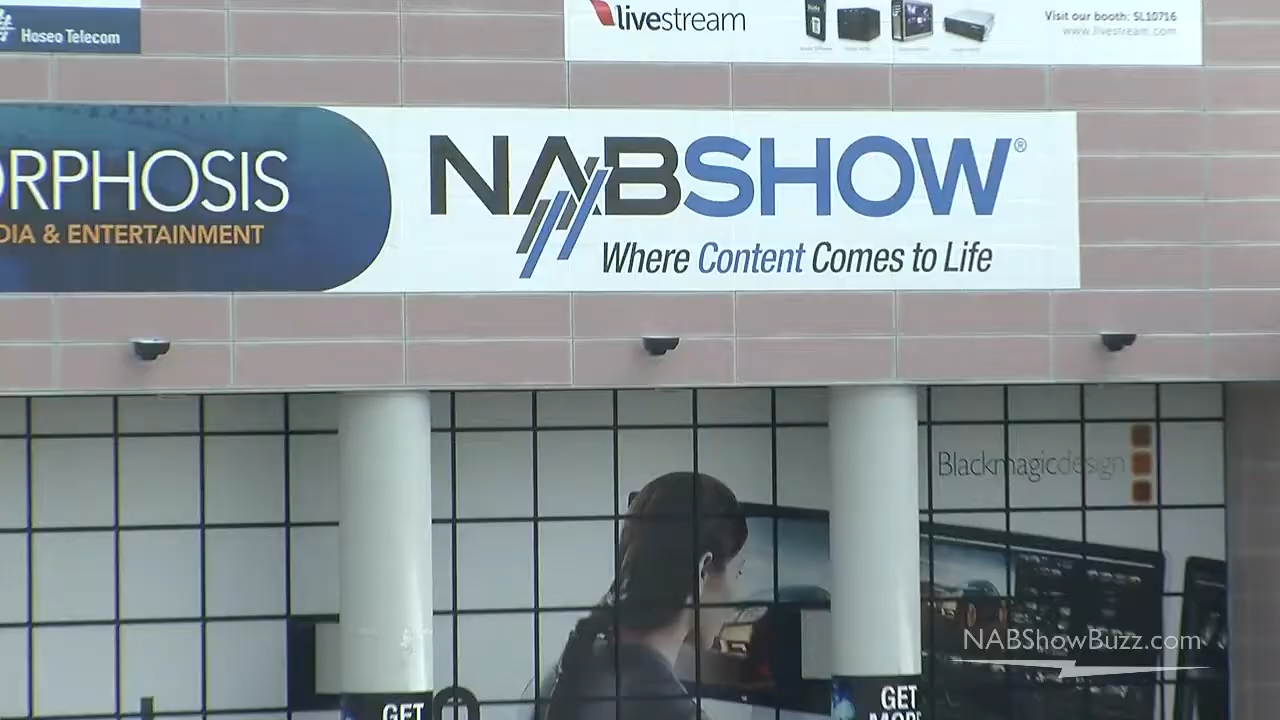 livestream
Visit our booth: SL10716
www.livestream.com
Hoseo Telecom
ORPHOSIS
DIA & ENTERTAINMENT
NABSHOW®
Where Content Comes to Life
Blackmagicdesign
NABShowBuzz.com
GET
GET
MORE